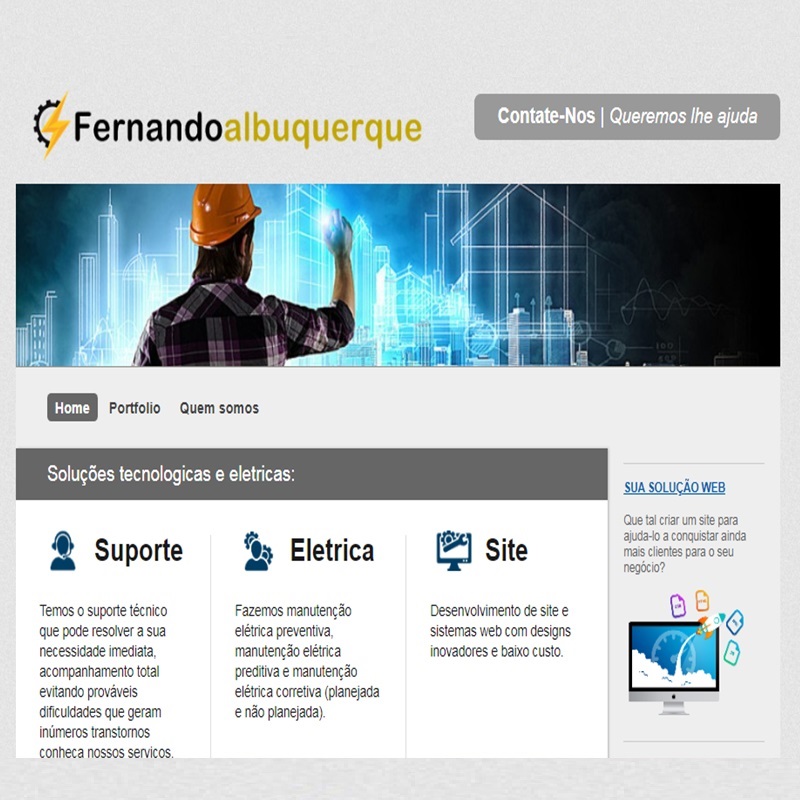 Fernandoalbuquerque
Contate-Nos | Queremos lhe ajuda
Home
Portfolio
Quem somos
Soluções tecnologicas e eletricas:
Suporte
Temos o suporte técnico
que pode resolver a sua
necessidade imediata,
acompanhamento total
evitando prováveis
dificuldades que geram
inúmeros transtornos
conheça nossos serviços.
Eletrica
Fazemos manutenção
elétrica preventiva,
manutenção elétrica
preditiva e manutenção
elétrica corretiva (planejada
e não planejada).
Site
Desenvolvimento de site e
sistemas web com designs
inovadores e baixo custo.
SUA SOLUÇÃO WEB
Que tal criar um site para
ajuda-lo a conquistar ainda
mais clientes para o seu
negócio?